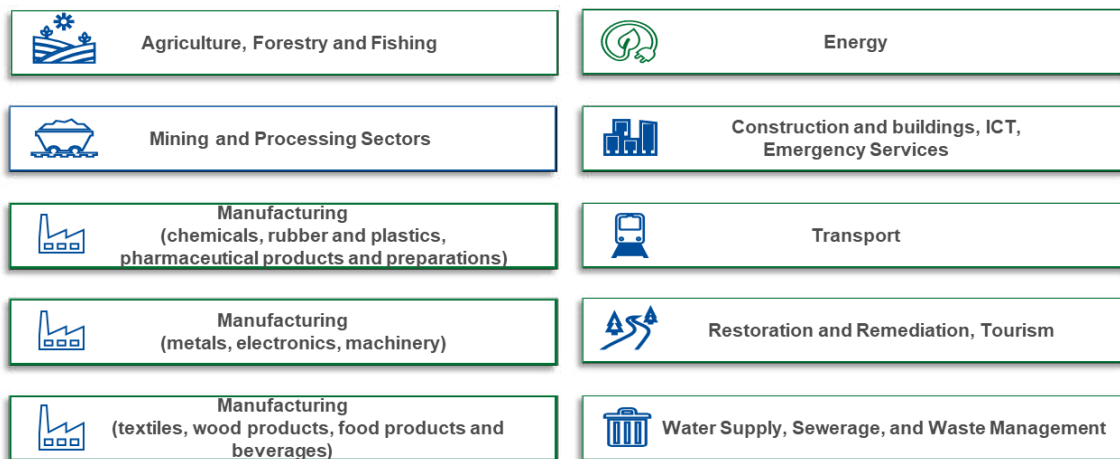 Agriculture, Forestry and Fishing
Energy
Mining and Processing Sectors
Construction and buildings, ICT,
Emergency Services
Manufacturing
(chemicals, rubber and plastics,
pharmaceutical products and preparations)
Transport
Manufacturing
(metals, electronics, machinery)
Restoration and Remediation, Tourism
Manufacturing
(textiles, wood products, food products and
beverages)
Water Supply, Sewerage, and Waste Management